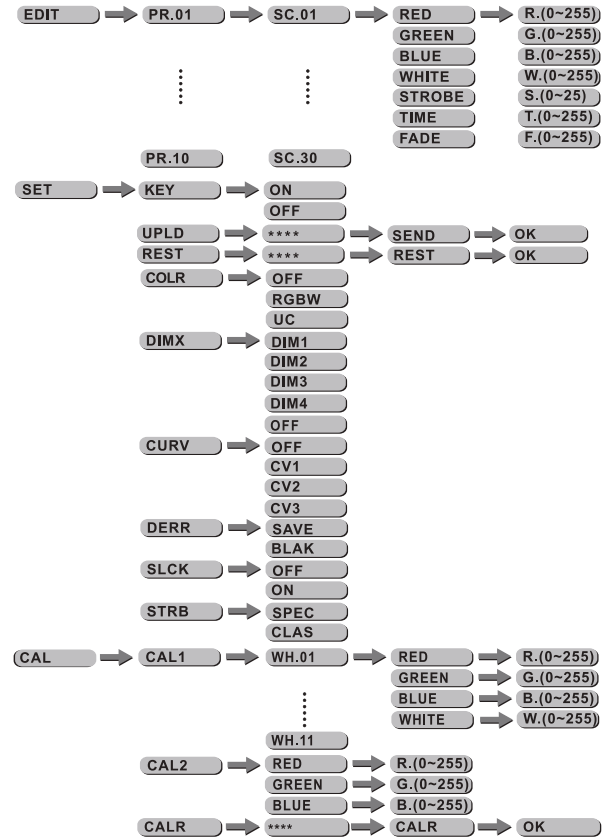 EDIT PR.01 SC.01 RED R.(0~255)
GREEN G.(0~255)
BLUE B.(0~255)
WHITE W.(0~255)
STROBE S.(0~25)
TIME T.(0~255)
FADE F.(0~255)
PR.10 SC.30
SET KEY ON
OFF
UPLD **** SEND OK
REST **** REST OK
COLR OFF
RGBW
UC
DIMX DIM1
DIM2
DIM3
DIM4
OFF
CURV OFF
CV1
CV2
CV3
DERR SAVE
BLAK
SLCK OFF
ON
STRB SPEC
CLAS
CAL CAL1 WH.01 RED R.(0~255)
GREEN G.(0~255)
BLUE B.(0~255)
WHITE W.(0~255)
WH.11
CAL2 RED R.(0~255)
GREEN G.(0~255)
BLUE B.(0~255)
CALR **** CALR OK